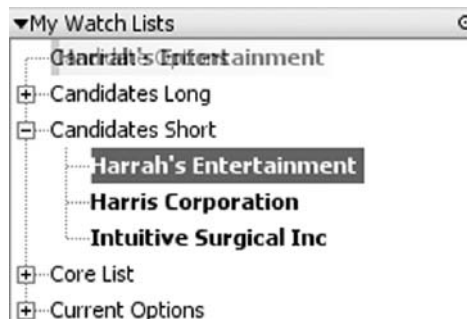 My Watch Lists
Candidates Long
Candidates Short
Harrah's Entertainment
Harris Corporation
Intuitive Surgical Inc
Core List
Current Options